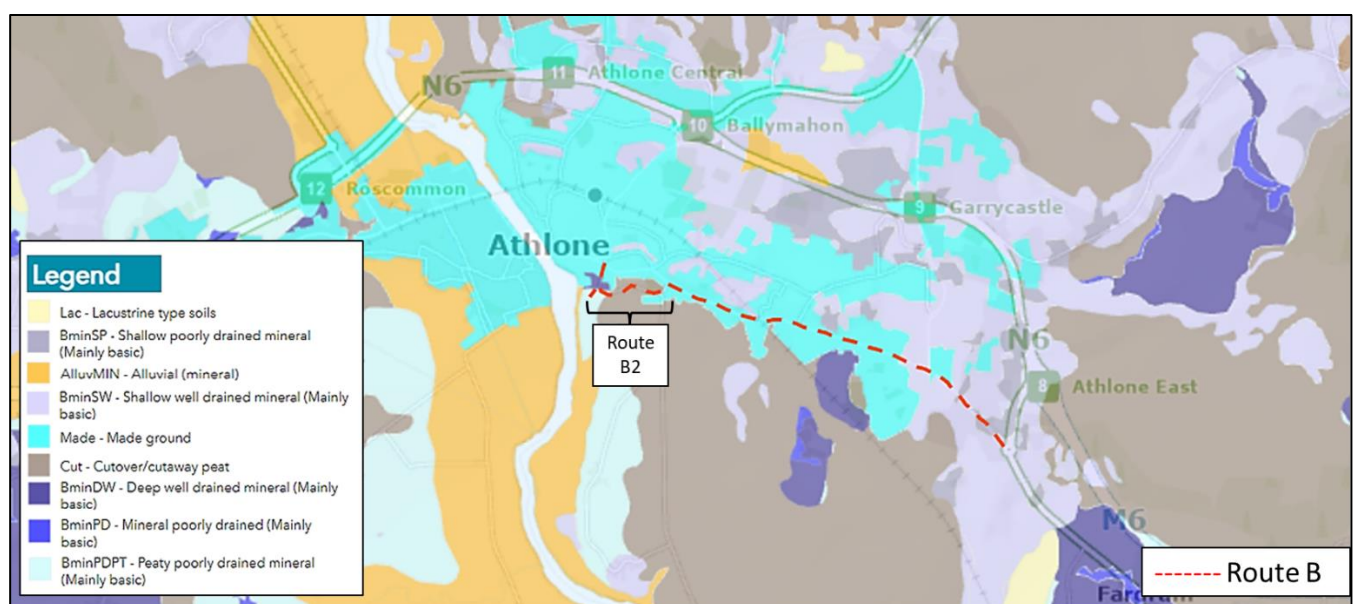 N6
11 Athlone Central
10 Ballymahon
12 Roscommon
9 Garrycastle
Athlone
Route
B2
N6
8 Athlone East
M6
Fardrum
Legend
Lac - Lacustrine type soils
BminSP - Shallow poorly drained mineral
(Mainly basic)
AlluvMIN - Alluvial (mineral)
BminSW - Shallow well drained mineral (Mainly
basic)
Made - Made ground
Cut - Cutover/cutaway peat
BminDW - Deep well drained mineral (Mainly
basic)
BminPD - Mineral poorly drained (Mainly
basic)
BminPDPT - Peaty poorly drained mineral
(Mainly basic)
Route B